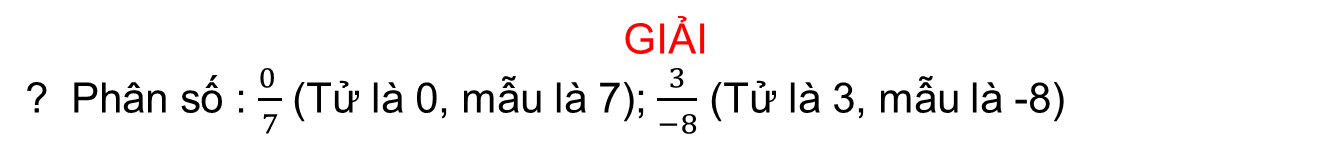 GIẢI
? Phân số : 0/7 (Tử là 0, mẫu là 7); 3/−8 (Tử là 3, mẫu là -8)